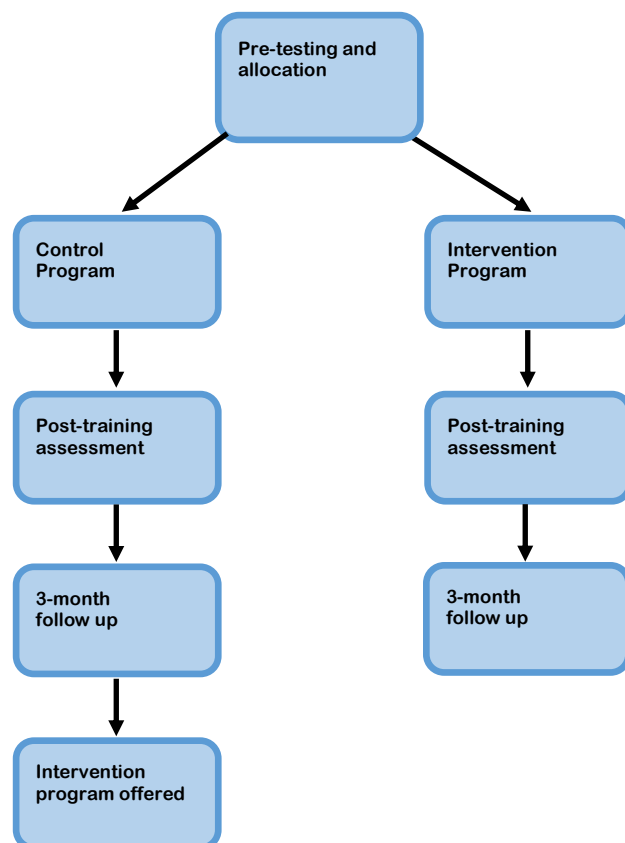 Pre-testing and
allocation
Control
Program
Intervention
Program
Post-training
assessment
Post-training
assessment
3-month
follow up
3-month
follow up
Intervention
program offered